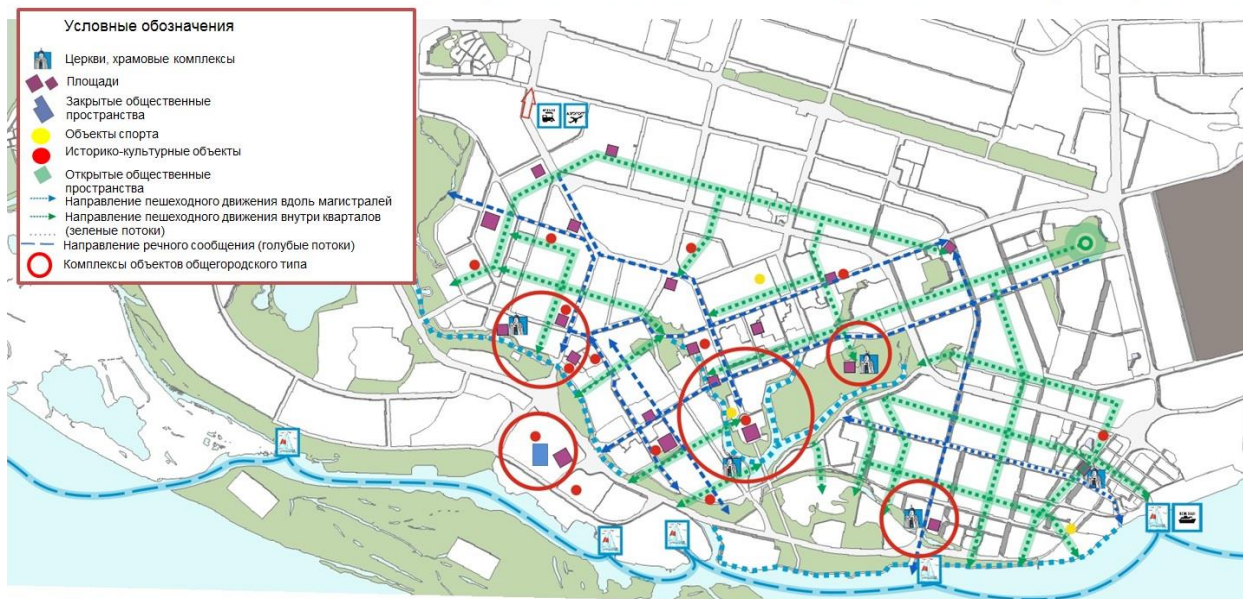 Условные обозначения
Церкви, храмовые комплексы
Площади
Закрытые общественные
пространства
Объекты спорта
Историко-культурные объекты
Открытые общественные
пространства
Направление пешеходного движения вдоль магистралей
Направление пешеходного движения внутри кварталов
(зеленые потоки)
Направление речного сообщения (голубые потоки)
Комплексы объектов общегородского типа